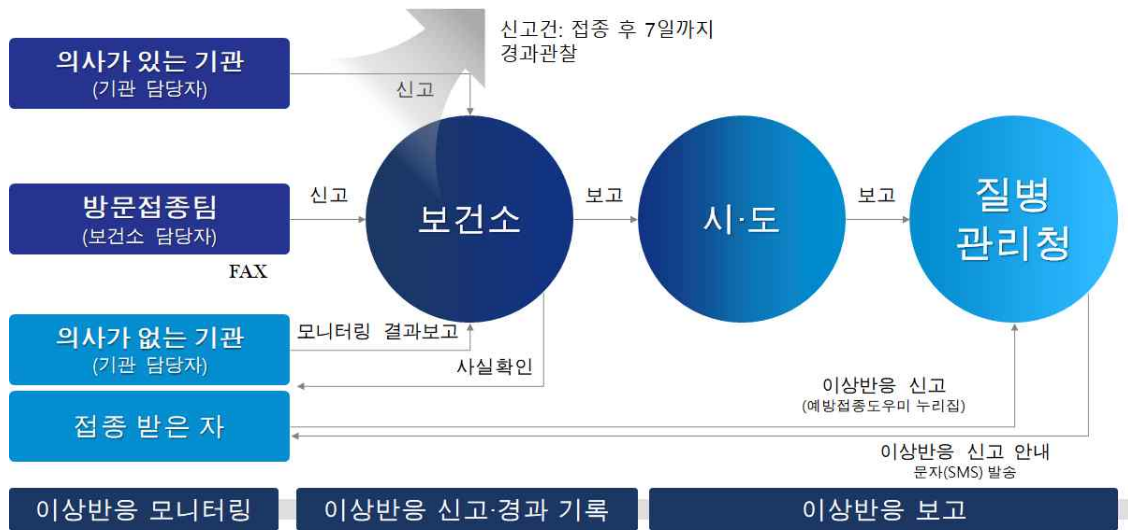 신고건: 접종 후 7일까지
경과관찰
의사가 있는 기관
(기관 담당자)
신고
방문접종팀
(보건소 담당자)
신고
보건소
보고
시·도
보고
질병
관리청
FAX
의사가 없는 기관
(기관 담당자)
모니터링 결과보고
사실확인
접종 받은 자
이상반응 신고
(예방접종도우미 누리집)
이상반응 신고 안내
문자(SMS) 발송
이상반응 모니터링
이상반응 신고·경과 기록
이상반응 보고